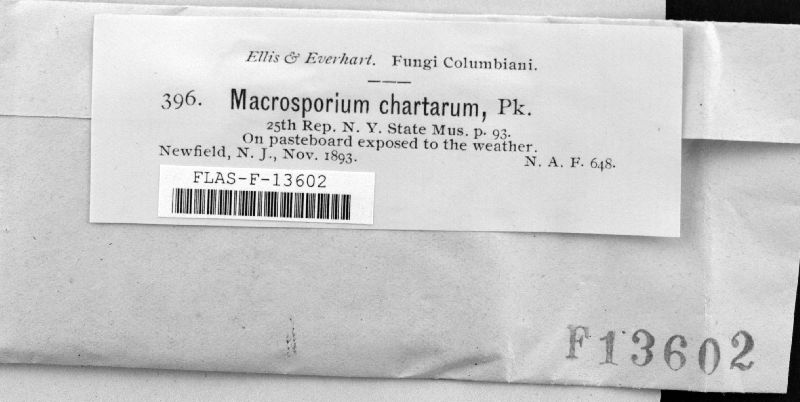 Ellis & Everhart. Fungi Columbiani.
396. Macrosporium chartarum, Pk.
25th Rep. N. Y. State Mus. p. 93.
On pasteboard exposed to the weather.
Newfield, N. J., Nov. 1893. N. A. F. 648.
FLAS-F-13602
F13602